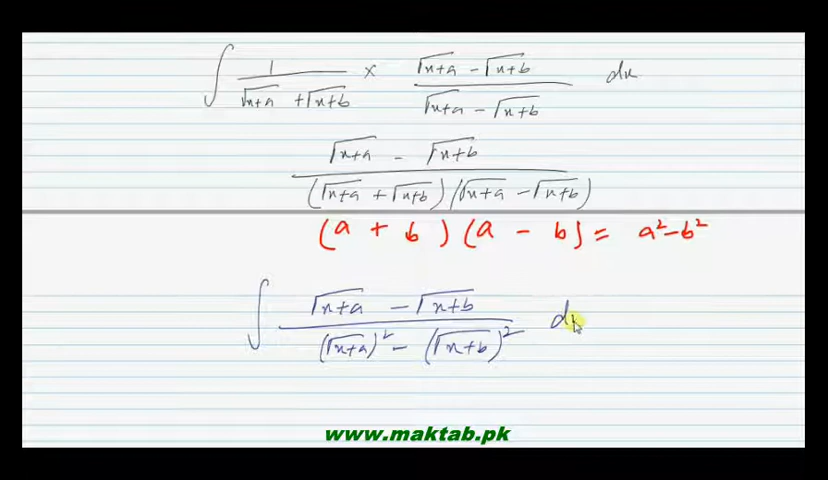 ∫ 1/(√x+a + √x+b) × (√x+a − √x+b)/(√x+a − √x+b) dx
(√x+a − √x+b)/((√x+a + √x+b)(√x+a − √x+b))
(a + b)(a − b) = a² − b²
∫ (√x+a − √x+b)/((√x+a)² − (√x+b)²) dx
www.maktab.pk